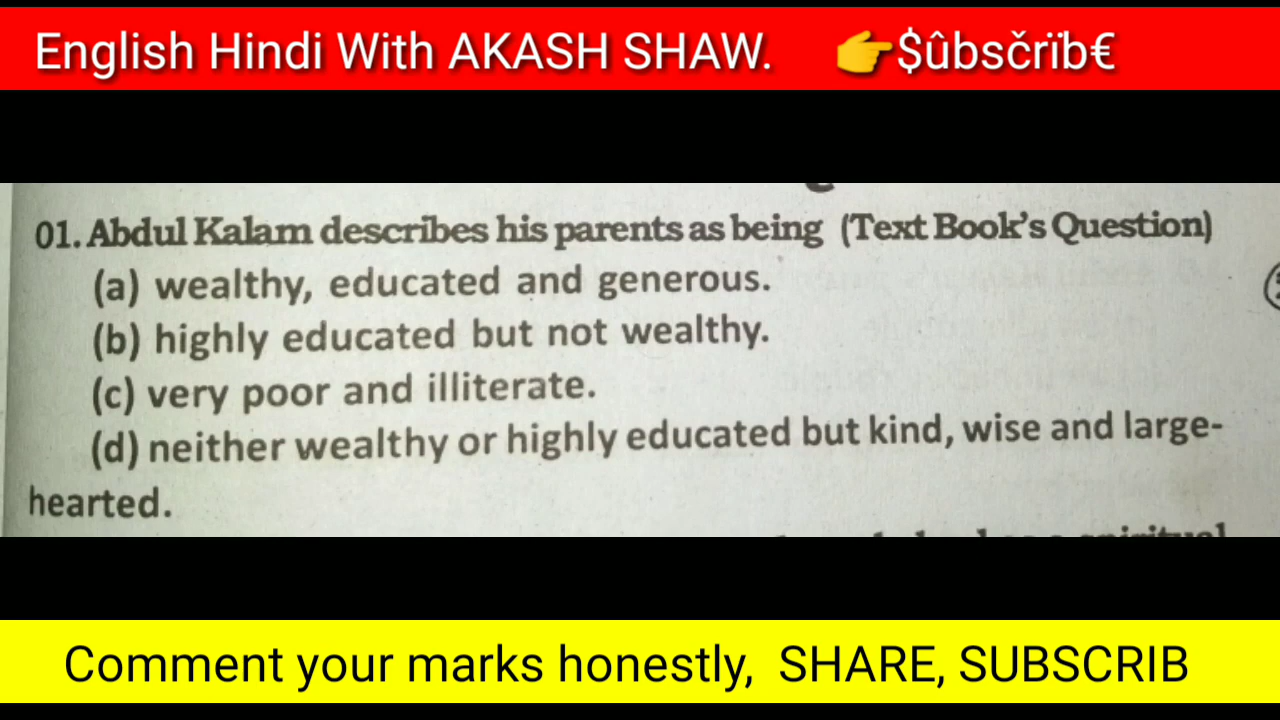 English Hindi With AKASH SHAW. 👉$ûbsčrïb€
01. Abdul Kalam describes his parents as being (Text Book's Question)
(a) wealthy, educated and generous.
(b) highly educated but not wealthy.
(c) very poor and illiterate.
(d) neither wealthy or highly educated but kind, wise and large-
hearted.
Comment your marks honestly, SHARE, SUBSCRIB